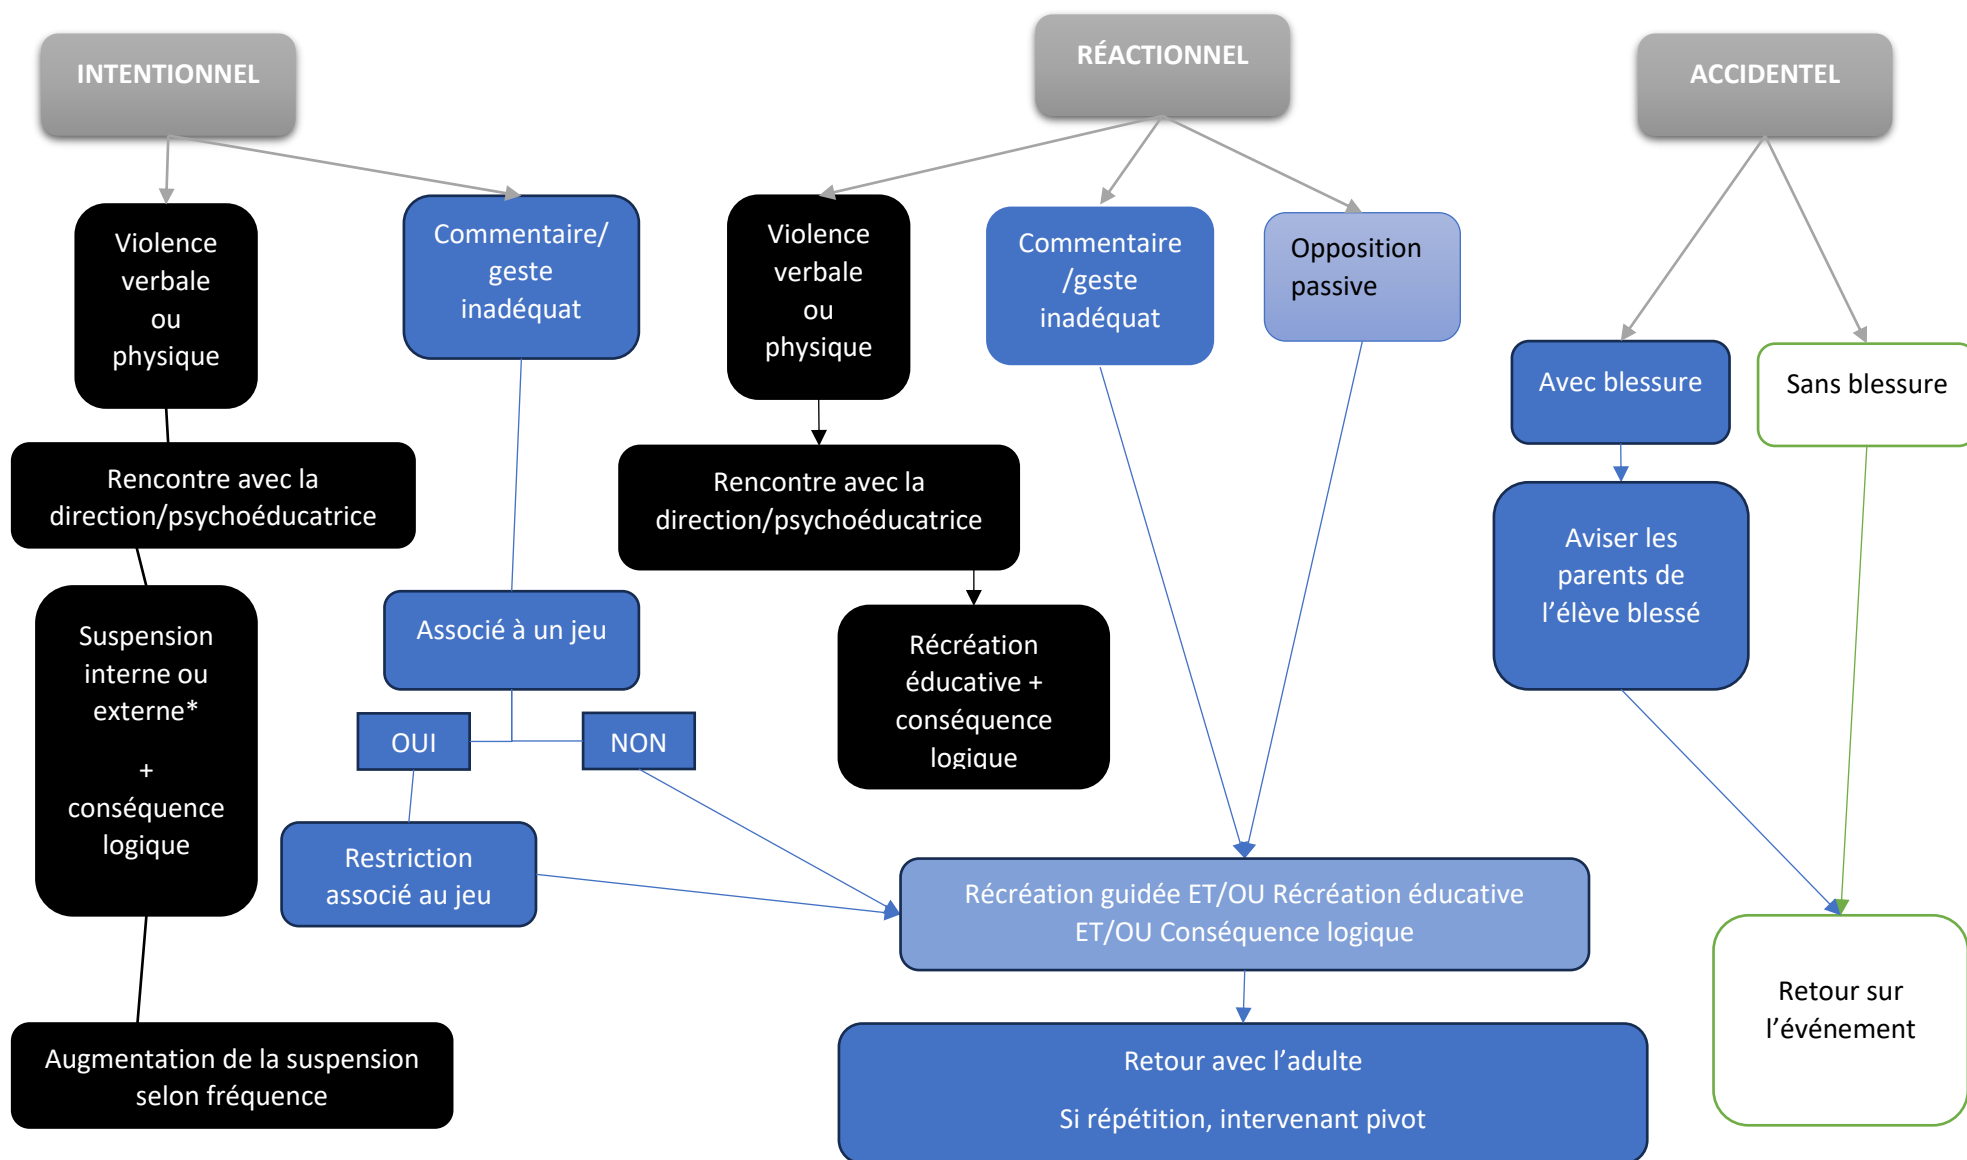 INTENTIONNEL
RÉACTIONNEL
ACCIDENTEL
Violence
verbale
ou
physique
Commentaire/
geste
inadéquat
Violence
verbale
ou
physique
Commentaire
/geste
inadéquat
Opposition
passive
Avec blessure
Sans blessure
Rencontre avec la
direction/psychoéducatrice
Rencontre avec la
direction/psychoéducatrice
Aviser les
parents de
l’élève blessé
Suspension
interne ou
externe*
+
conséquence
logique
Associé à un jeu
Récréation
éducative +
conséquence
logique
OUI
NON
Restriction
associé au jeu
Récréation guidée ET/OU Récréation éducative
ET/OU Conséquence logique
Retour sur
l’événement
Augmentation de la suspension
selon fréquence
Retour avec l’adulte
Si répétition, intervenant pivot